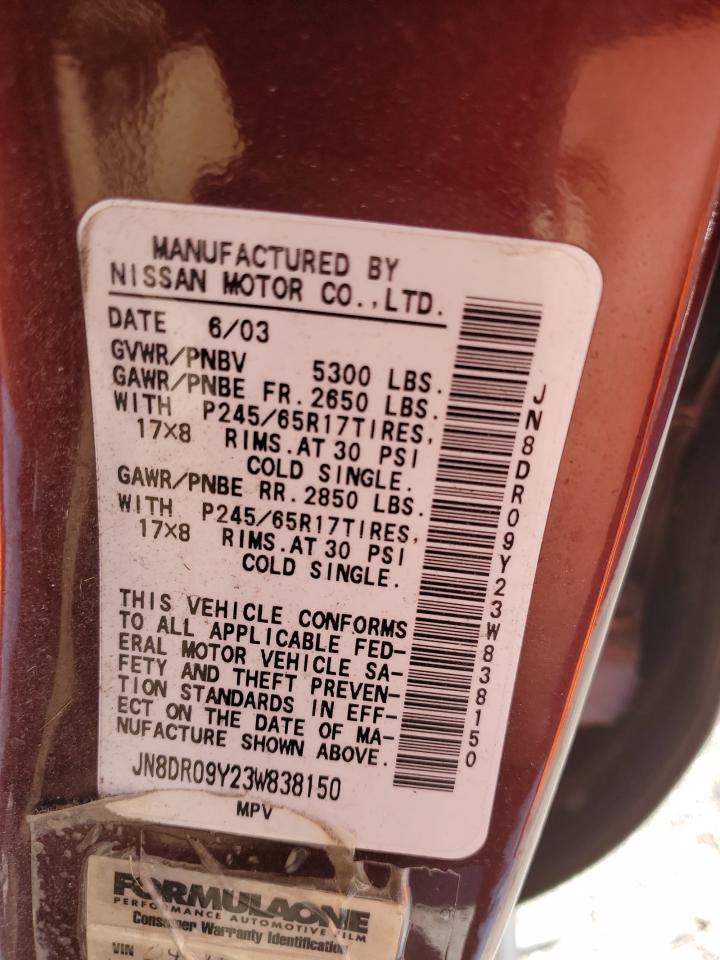 MANUFACTURED BY
NISSAN MOTOR CO.,LTD.
DATE 6/03
GVWR/PNBV 5300 LBS.
GAWR/PNBE FR. 2650 LBS.
WITH P245/65R17TIRES,
17×8 RIMS.AT 30 PSI
COLD SINGLE.
GAWR/PNBE RR. 2850 LBS.
WITH P245/65R17TIRES,
17×8 RIMS.AT 30 PSI
COLD SINGLE.
THIS VEHICLE CONFORMS
TO ALL APPLICABLE FED-
ERAL MOTOR VEHICLE SA-
FETY AND THEFT PREVEN-
TION STANDARDS IN EFF-
ECT ON THE DATE OF MA-
NUFACTURE SHOWN ABOVE.
JN8DR09Y23W838150
MPV
JN8DR09Y23W838150
FORMULAONE
PERFORMANCE AUTOMOTIVE FILM
Consumer Warranty Identification
VIN